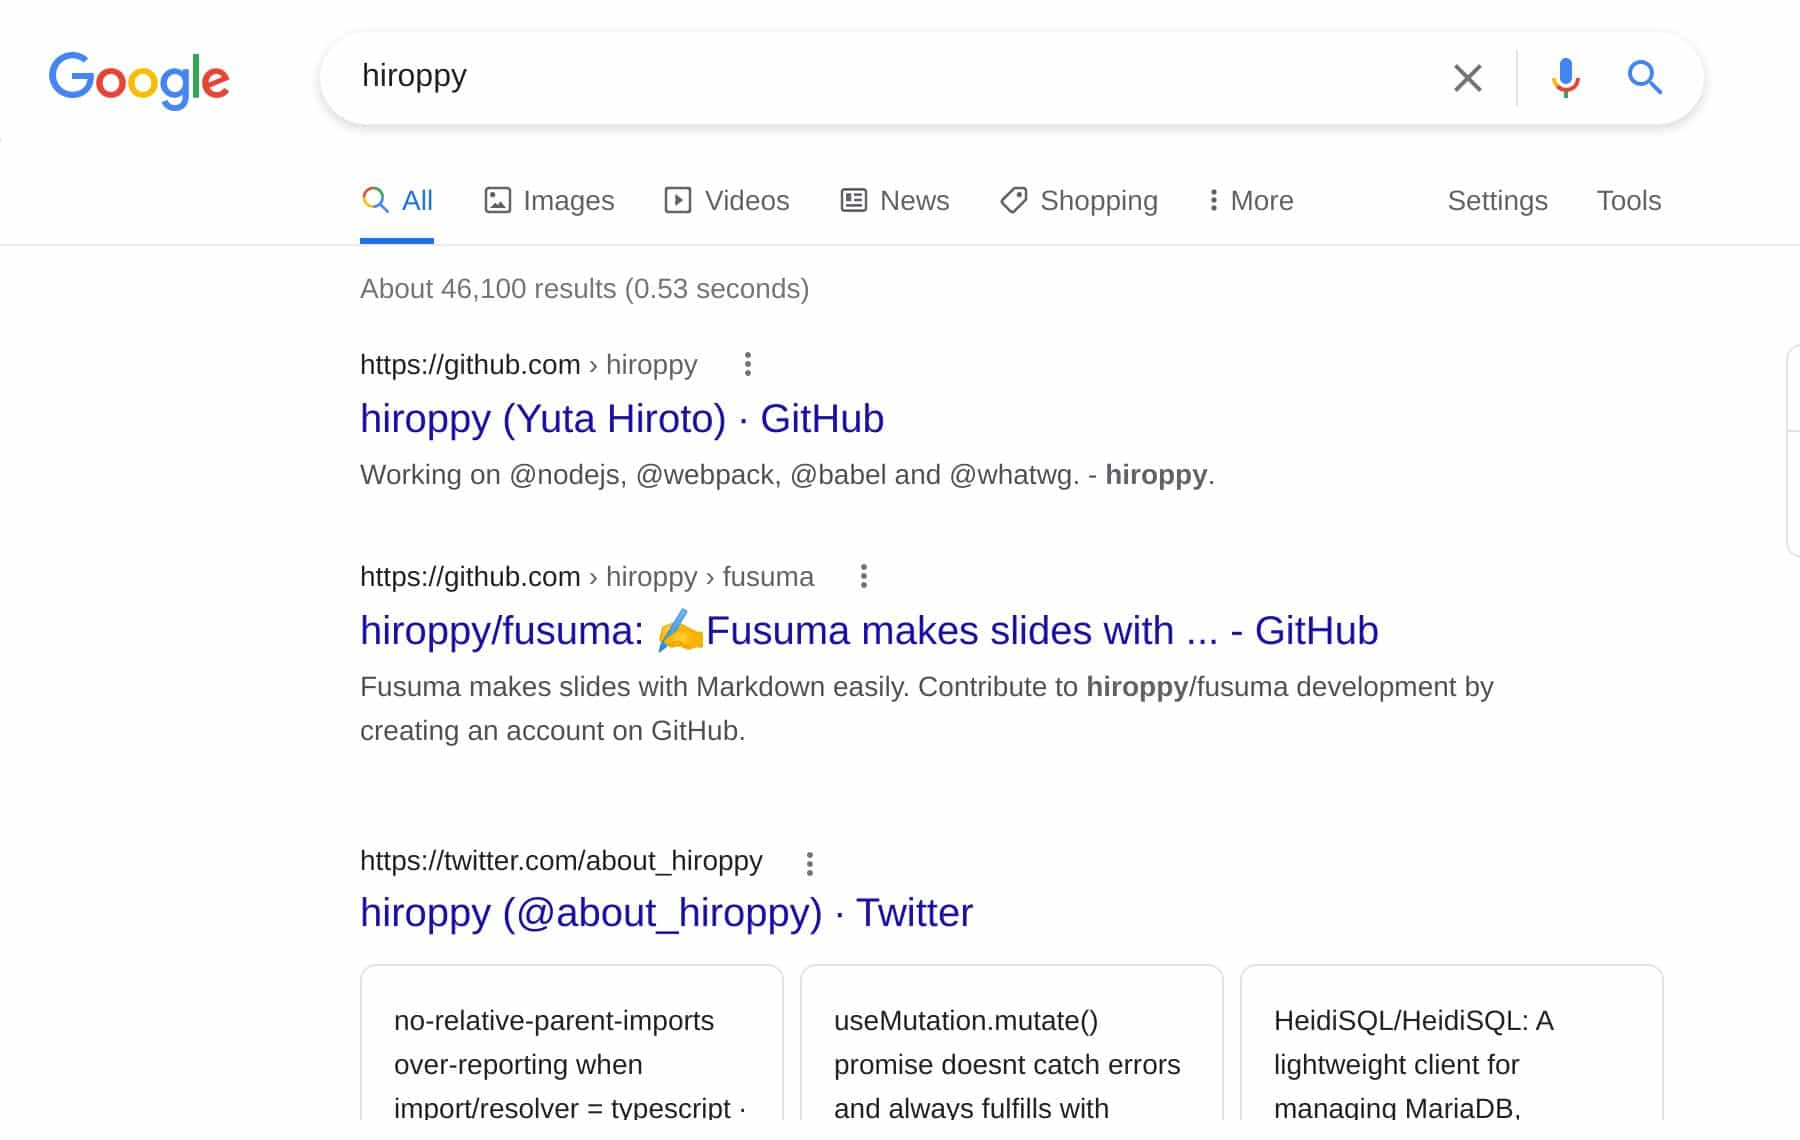 Google
hiroppy
All Images Videos News Shopping More Settings Tools
About 46,100 results (0.53 seconds)
https://github.com › hiroppy
hiroppy (Yuta Hiroto) · GitHub
Working on @nodejs, @webpack, @babel and @whatwg. - hiroppy.
https://github.com › hiroppy › fusuma
hiroppy/fusuma: ✍️Fusuma makes slides with ... - GitHub
Fusuma makes slides with Markdown easily. Contribute to hiroppy/fusuma development by
creating an account on GitHub.
https://twitter.com/about_hiroppy
hiroppy (@about_hiroppy) · Twitter
no-relative-parent-imports
over-reporting when
import/resolver = typescript ·
useMutation.mutate()
promise doesnt catch errors
and always fulfills with
HeidiSQL/HeidiSQL: A
lightweight client for
managing MariaDB,